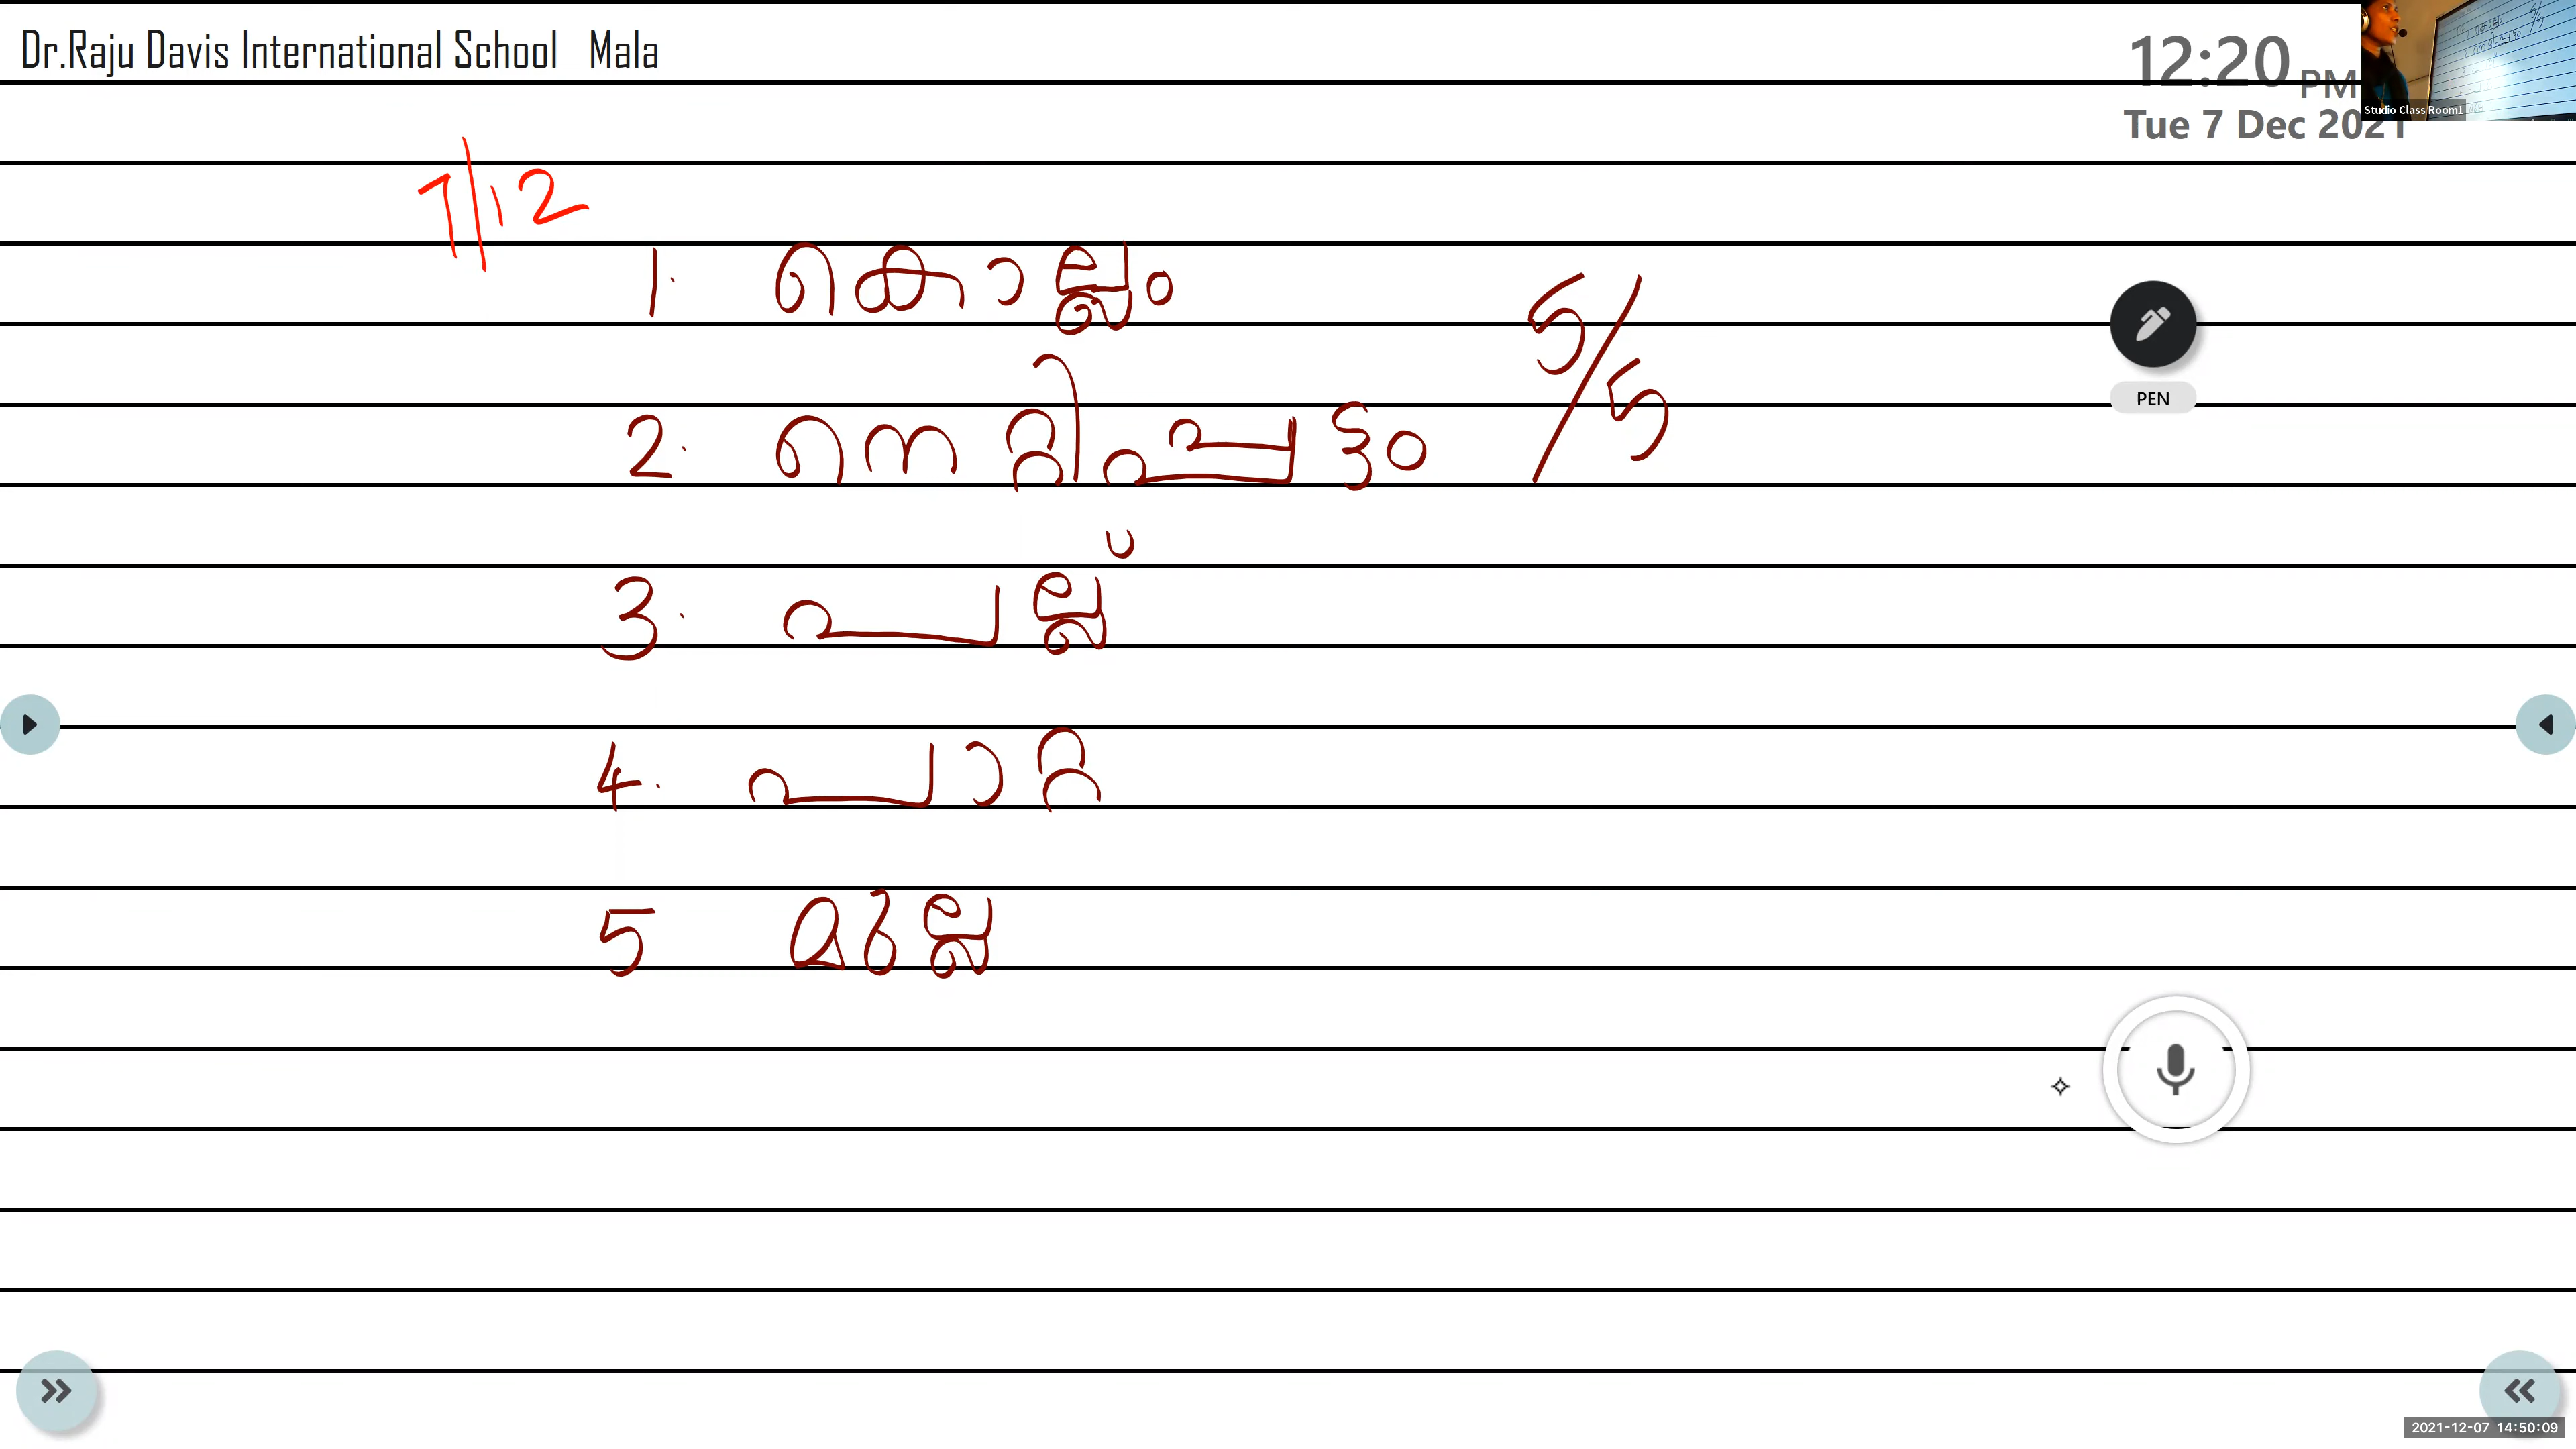 Dr.Raju Davis International School Mala
12:20 PM
Tue 7 Dec 2021
Studio Class Room1
7/12
1. കൊല്ലം
5/5
2. നെറ്റിപ്പട്ടം
3. പല്ല്
4. പാറ്റ
5 മുല്ല
PEN
2021-12-07 14:50:09